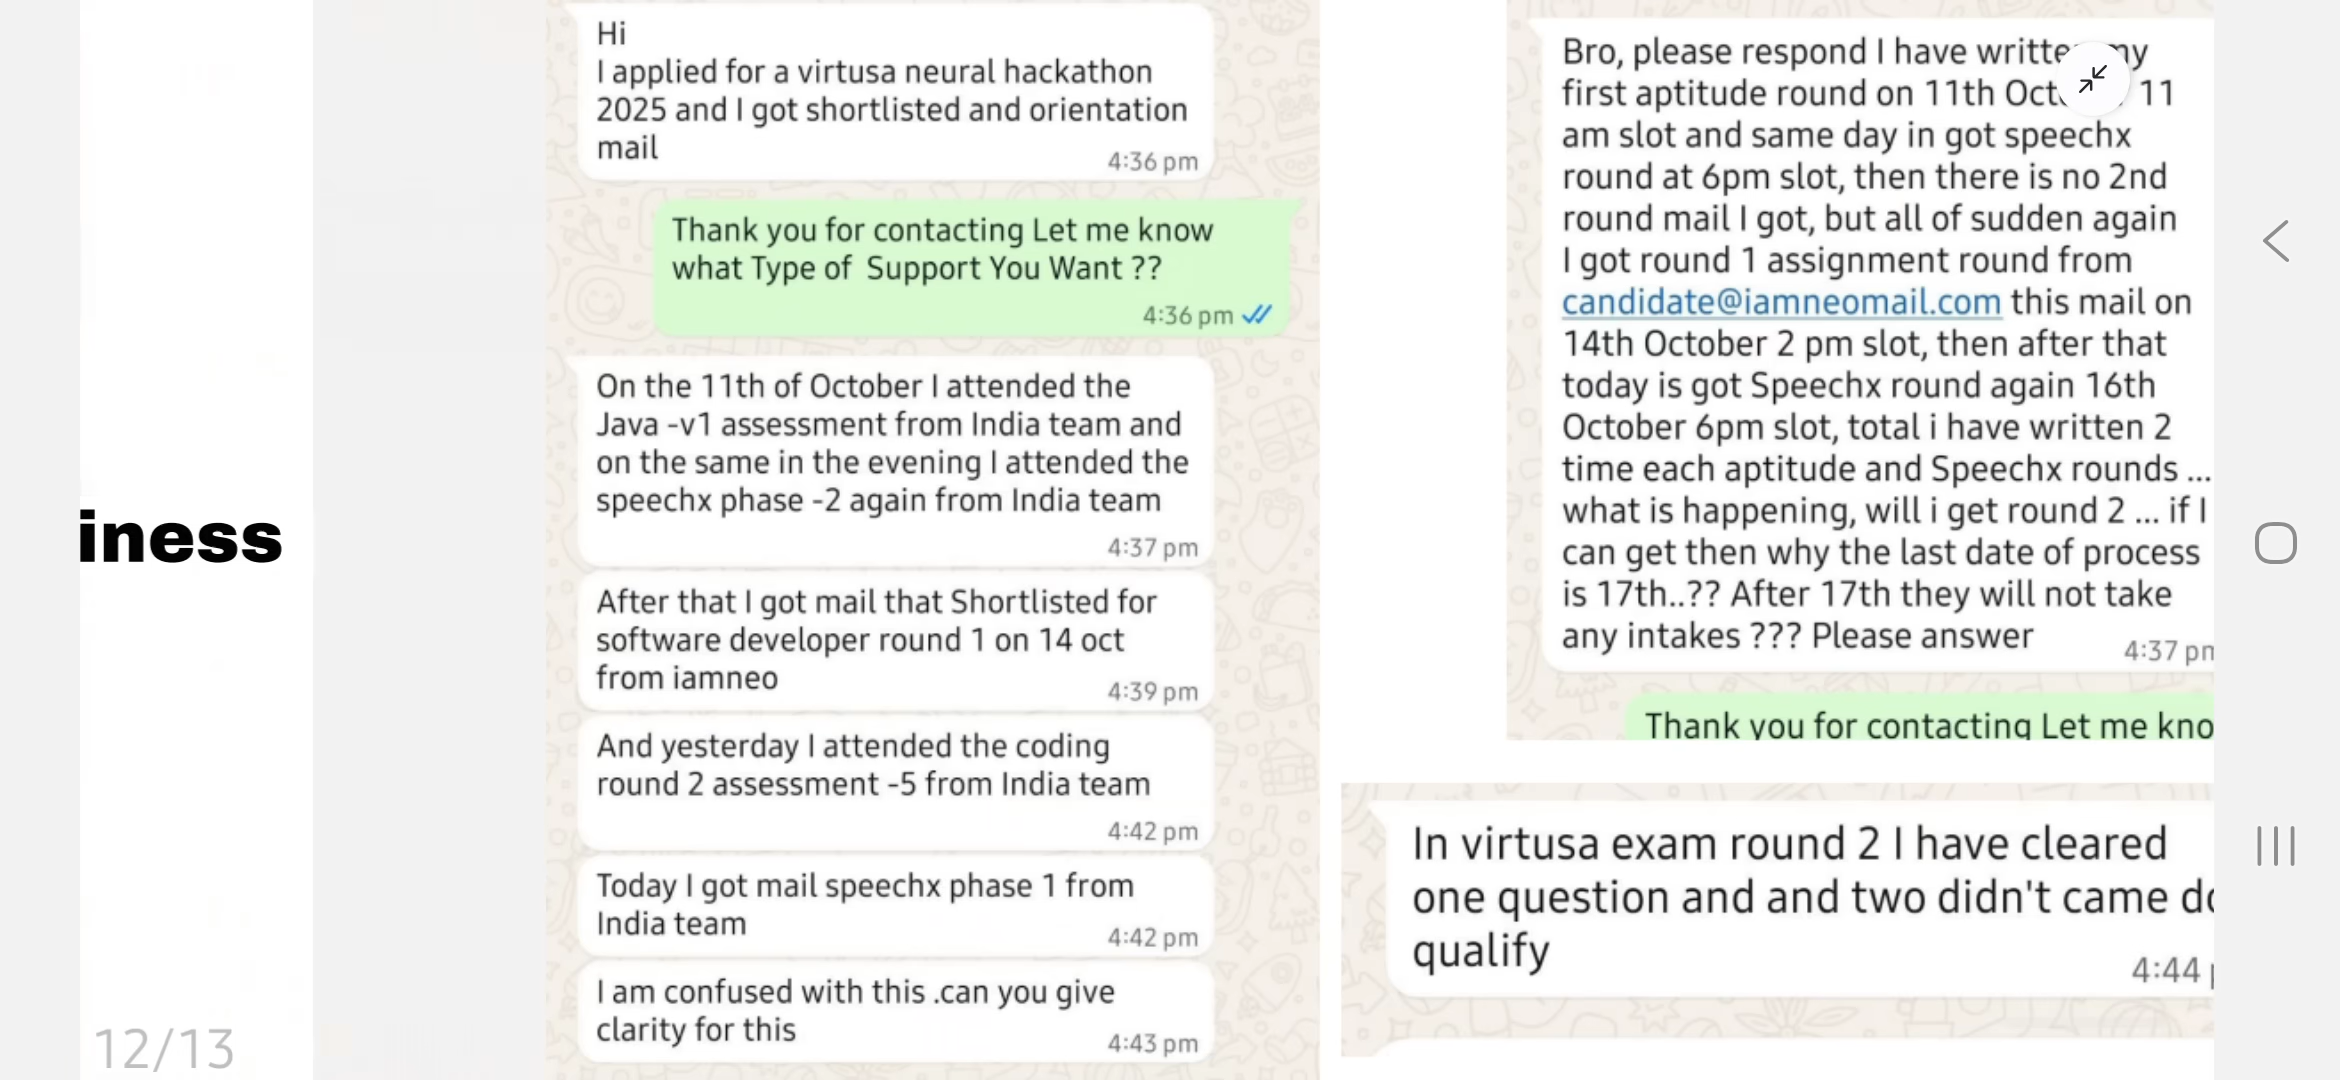 iness
12/13
Hi
I applied for a virtusa neural hackathon
2025 and I got shortlisted and orientation
mail
4:36 pm
Thank you for contacting Let me know
what Type of  Support You Want ??
4:36 pm
On the 11th of October I attended the
Java -v1 assessment from India team and
on the same in the evening I attended the
speechx phase -2 again from India team
4:37 pm
After that I got mail that Shortlisted for
software developer round 1 on 14 oct
from iamneo
4:39 pm
And yesterday I attended the coding
round 2 assessment -5 from India team
4:42 pm
Today I got mail speechx phase 1 from
India team
4:42 pm
I am confused with this .can you give
clarity for this
4:43 pm
Bro, please respond I have writte my
first aptitude round on 11th Oct 11
am slot and same day in got speechx
round at 6pm slot, then there is no 2nd
round mail I got, but all of sudden again
I got round 1 assignment round from
candidate@iamneomail.com this mail on
14th October 2 pm slot, then after that
today is got Speechx round again 16th
October 6pm slot, total i have written 2
time each aptitude and Speechx rounds ...
what is happening, will i get round 2 ... if I
can get then why the last date of process
is 17th..?? After 17th they will not take
any intakes ??? Please answer
4:37 pm
Thank you for contacting Let me kno
In virtusa exam round 2 I have cleared
one question and and two didn't came do
qualify
4:44